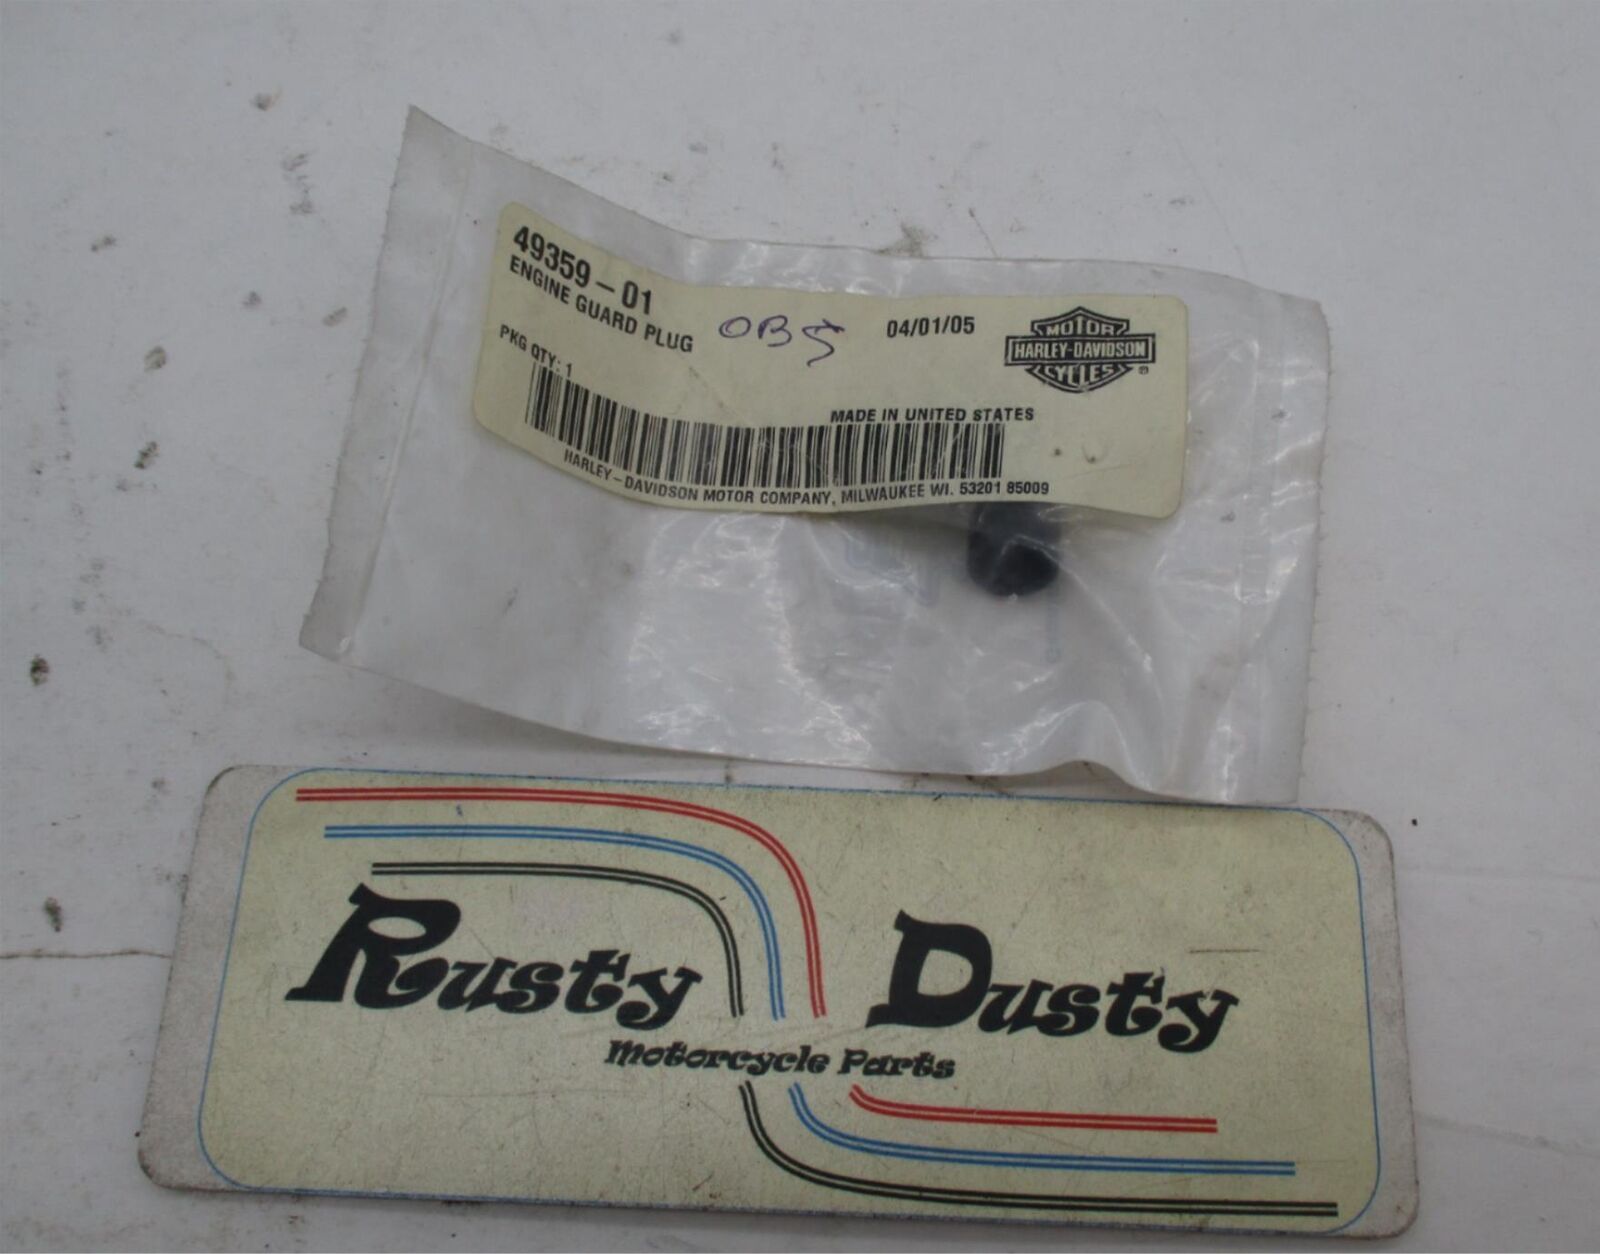 49359-01
ENGINE GUARD PLUG
OBS
04/01/05
PKG QTY: 1
MOTOR
HARLEY-DAVIDSON
CYCLES
®
MADE IN UNITED STATES
HARLEY-DAVIDSON MOTOR COMPANY, MILWAUKEE WI. 53201 85009
Rusty Dusty
Motorcycle Parts